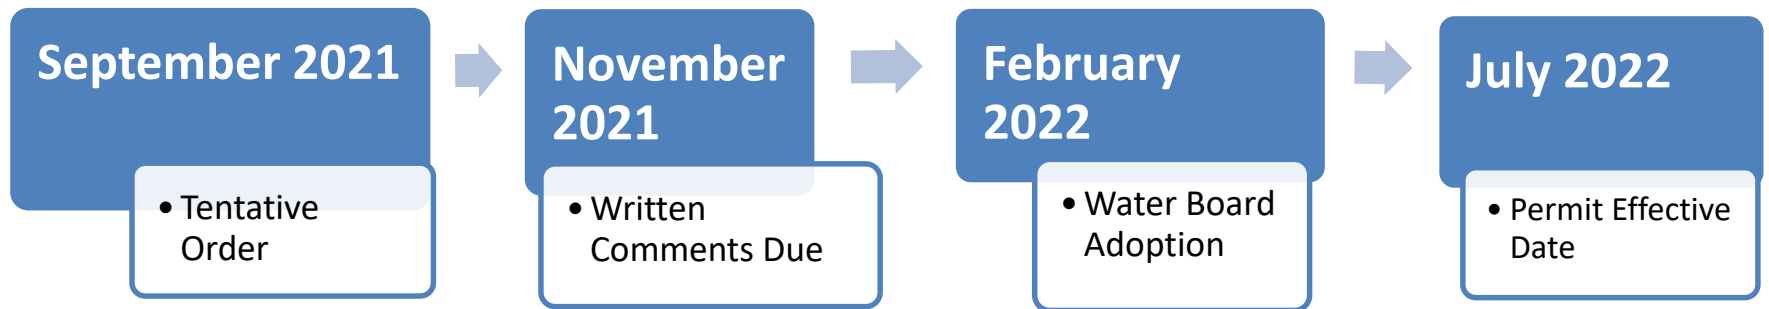 September 2021
• Tentative
Order
November
2021
• Written
Comments Due
February
2022
• Water Board
Adoption
July 2022
• Permit Effective
Date